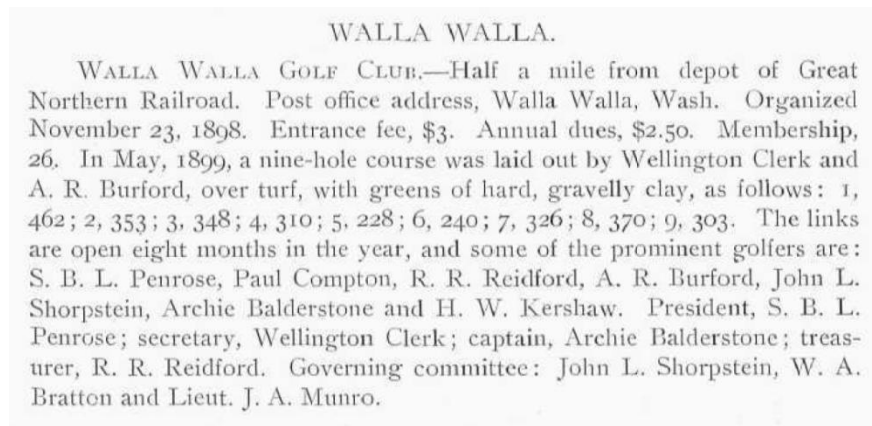 WALLA WALLA.
WALLA WALLA GOLF CLUB.—Half a mile from depot of Great
Northern Railroad. Post office address, Walla Walla, Wash. Organized
November 23, 1898. Entrance fee, $3. Annual dues, $2.50. Membership,
26. In May, 1899, a nine-hole course was laid out by Wellington Clerk and
A. R. Burford, over turf, with greens of hard, gravelly clay, as follows: 1,
462; 2, 353; 3, 348; 4, 310; 5, 228; 6, 240; 7, 326; 8, 370; 9, 303. The links
are open eight months in the year, and some of the prominent golfers are:
S. B. L. Penrose, Paul Compton, R. R. Reidford, A. R. Burford, John L.
Shorpstein, Archie Balderstone and H. W. Kershaw. President, S. B. L.
Penrose; secretary, Wellington Clerk; captain, Archie Balderstone; treas-
urer, R. R. Reidford. Governing committee: John L. Shorpstein, W. A.
Bratton and Lieut. J. A. Munro.